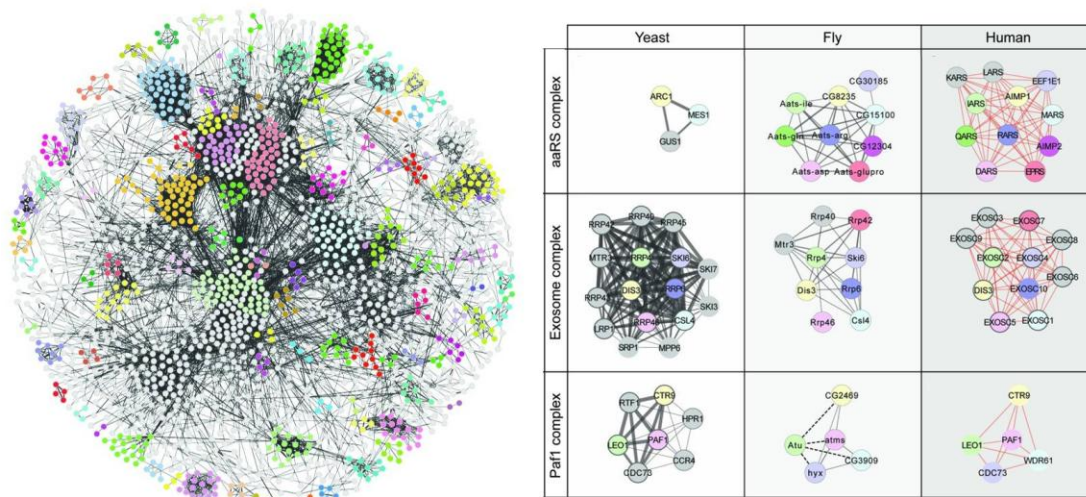 Yeast
Fly
Human
aaRS complex
ARC1
MES1
GUS1
CG30185
Aats-ile
CG8235
CG15100
Aats-gln
Aats-arg
CG12304
Aats-asp
Aats-glupro
KARS
LARS
EEF1E1
IARS
AIMP1
MARS
QARS
RARS
AIMP2
DARS
EPRS
Exosome complex
RRP42
RRP45
MTR3
SKI6
SKI7
DIS3
RRP6
SKI3
LRP1
CSL4
SRP1
MPP6
Rrp40
Rrp42
Mtr3
Rrp4
Ski6
Dis3
Rrp6
Rrp46
Csl4
EXOSC3
EXOSC7
EXOSC9
EXOSC8
EXOSC2
EXOSC4
EXOSC6
DIS3
EXOSC10
EXOSC5
EXOSC1
Paf1 complex
CTR9
RTF1
HPR1
LEO1
PAF1
CCR4
CDC73
CG2469
Atu
atms
CG3909
hyx
CTR9
LEO1
PAF1
WDR61
CDC73